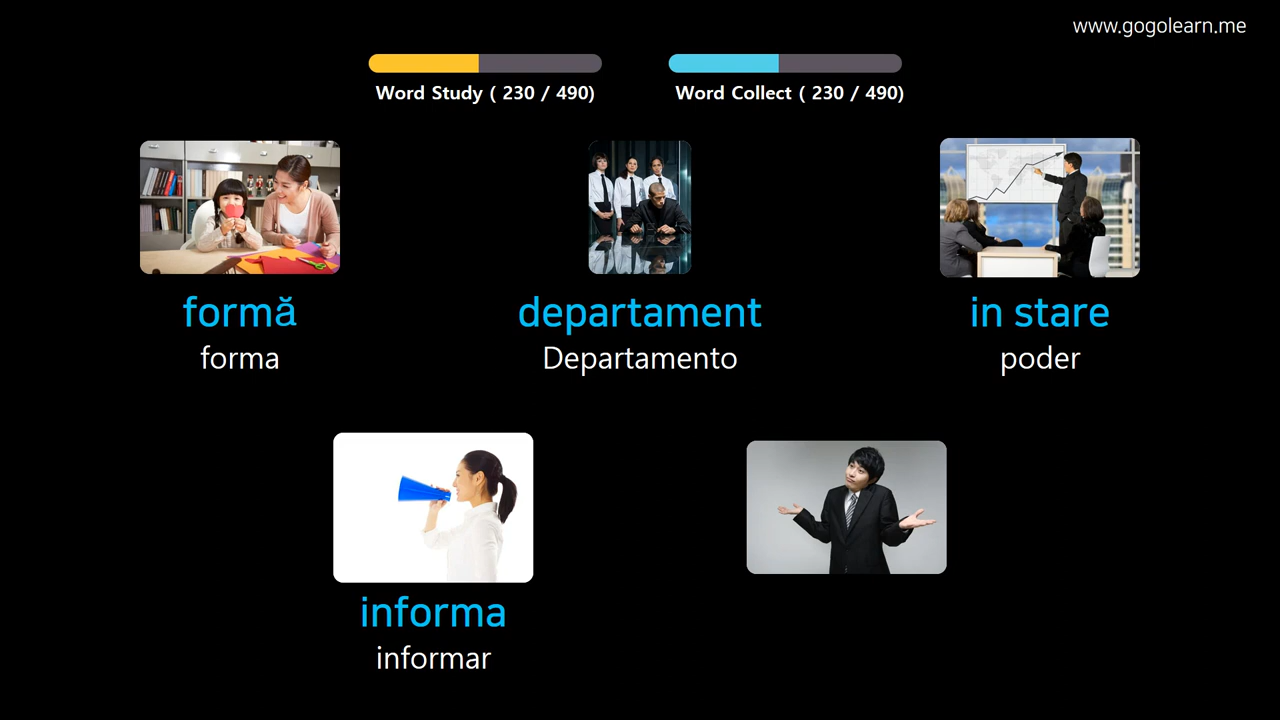 www.gogolearn.me
Word Study ( 230 / 490)
Word Collect ( 230 / 490)
formă
forma
departament
Departamento
in stare
poder
informa
informar